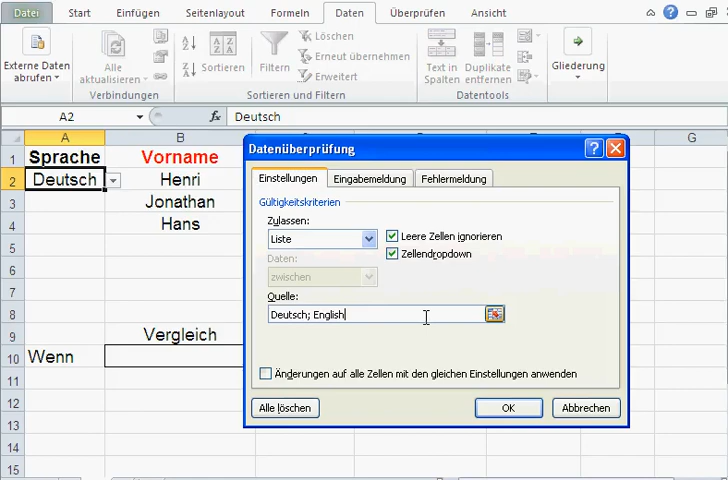 Datei Start Einfügen Seitenlayout Formeln Daten Überprüfen Ansicht
Externe Daten abrufen
Alle aktualisieren
Verbindungen
Sortieren
Filtern
Löschen
Erneut übernehmen
Erweitert
Sortieren und Filtern
Text in Spalten
Duplikate entfernen
Datentools
Gliederung
A2 fx Deutsch
A B G
1 Sprache Vorname
2 Deutsch Henri
3 Jonathan
4 Hans
5
6
7
8
9 Vergleich
10 Wenn
11
12
13
14
15
Datenüberprüfung
Einstellungen Eingabemeldung Fehlermeldung
Gültigkeitskriterien
Zulassen:
Liste
Leere Zellen ignorieren
Zellendropdown
Daten:
zwischen
Quelle:
Deutsch; English
Änderungen auf alle Zellen mit den gleichen Einstellungen anwenden
Alle löschen OK Abbrechen